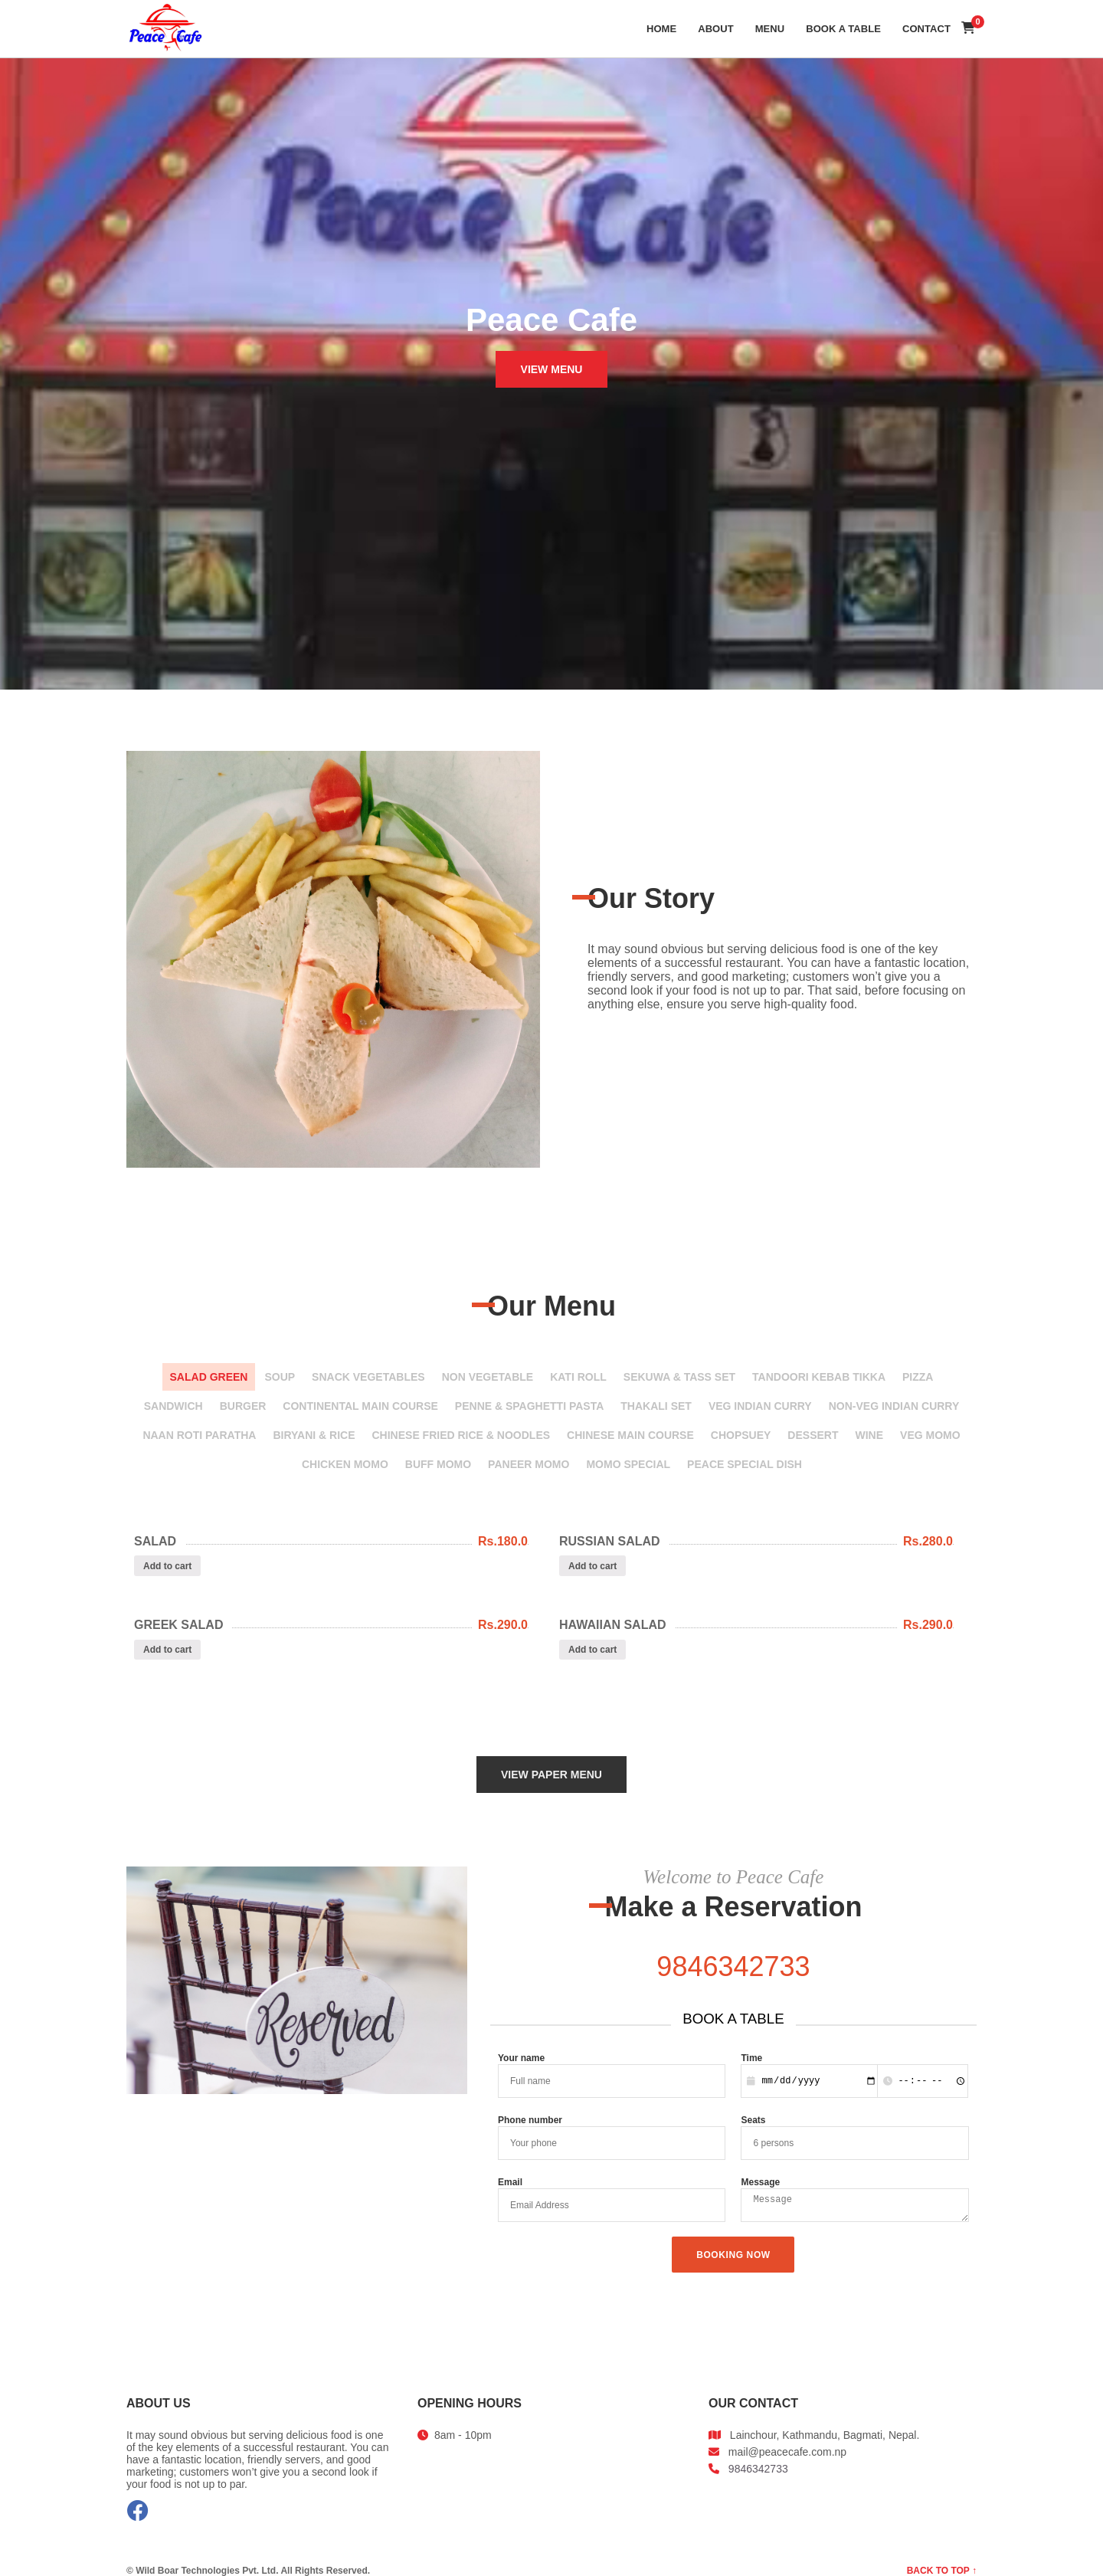 Peace Cafe
HOME ABOUT MENU BOOK A TABLE CONTACT 0
Peace Cafe
Peace Cafe
VIEW MENU
Our Story
It may sound obvious but serving delicious food is one of the key
elements of a successful restaurant. You can have a fantastic location,
friendly servers, and good marketing; customers won’t give you a
second look if your food is not up to par. That said, before focusing on
anything else, ensure you serve high-quality food.
Our Menu
SALAD GREEN SOUP SNACK VEGETABLES NON VEGETABLE KATI ROLL SEKUWA & TASS SET TANDOORI KEBAB TIKKA PIZZA
SANDWICH BURGER CONTINENTAL MAIN COURSE PENNE & SPAGHETTI PASTA THAKALI SET VEG INDIAN CURRY NON-VEG INDIAN CURRY
NAAN ROTI PARATHA BIRYANI & RICE CHINESE FRIED RICE & NOODLES CHINESE MAIN COURSE CHOPSUEY DESSERT WINE VEG MOMO
CHICKEN MOMO BUFF MOMO PANEER MOMO MOMO SPECIAL PEACE SPECIAL DISH
SALAD Rs.180.0
Add to cart
RUSSIAN SALAD Rs.280.0
Add to cart
GREEK SALAD Rs.290.0
Add to cart
HAWAIIAN SALAD Rs.290.0
Add to cart
VIEW PAPER MENU
Reserved
Welcome to Peace Cafe
Make a Reservation
9846342733
BOOK A TABLE
Your name
Full name
Time
mm/dd/yyyy --:-- --
Phone number
Your phone
Seats
6 persons
Email
Email Address
Message
Message
BOOKING NOW
ABOUT US
It may sound obvious but serving delicious food is one
of the key elements of a successful restaurant. You can
have a fantastic location, friendly servers, and good
marketing; customers won’t give you a second look if
your food is not up to par.
OPENING HOURS
8am - 10pm
OUR CONTACT
Lainchour, Kathmandu, Bagmati, Nepal.
mail@peacecafe.com.np
9846342733
© Wild Boar Technologies Pvt. Ltd. All Rights Reserved.
BACK TO TOP ↑